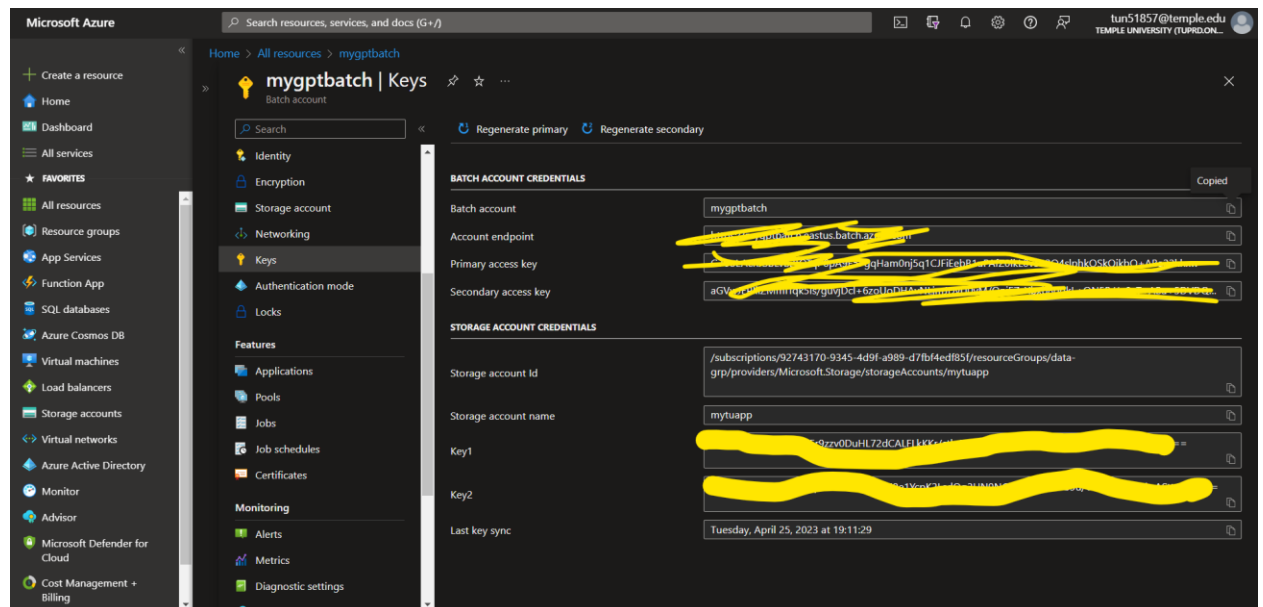 Microsoft Azure
Search resources, services, and docs (G+/)
tun51857@temple.edu
TEMPLE UNIVERSITY (TUPRD.ON...
Home > All resources > mygptbatch
Create a resource
Home
Dashboard
All services
FAVORITES
All resources
Resource groups
App Services
Function App
SQL databases
Azure Cosmos DB
Virtual machines
Load balancers
Storage accounts
Virtual networks
Azure Active Directory
Monitor
Advisor
Microsoft Defender for
Cloud
Cost Management +
Billing
mygptbatch | Keys
Batch account
Search
Identity
Encryption
Storage account
Networking
Keys
Authentication mode
Locks
Features
Applications
Pools
Jobs
Job schedules
Certificates
Monitoring
Alerts
Metrics
Diagnostic settings
Regenerate primary Regenerate secondary
BATCH ACCOUNT CREDENTIALS
Copied
Batch account mygptbatch
Account endpoint
Primary access key
Secondary access key
STORAGE ACCOUNT CREDENTIALS
Storage account Id
/subscriptions/92743170-9345-4d9f-a989-d7fbf4edf85f/resourceGroups/data-
grp/providers/Microsoft.Storage/storageAccounts/mytuapp
Storage account name mytuapp
Key1
Key2
Last key sync Tuesday, April 25, 2023 at 19:11:29